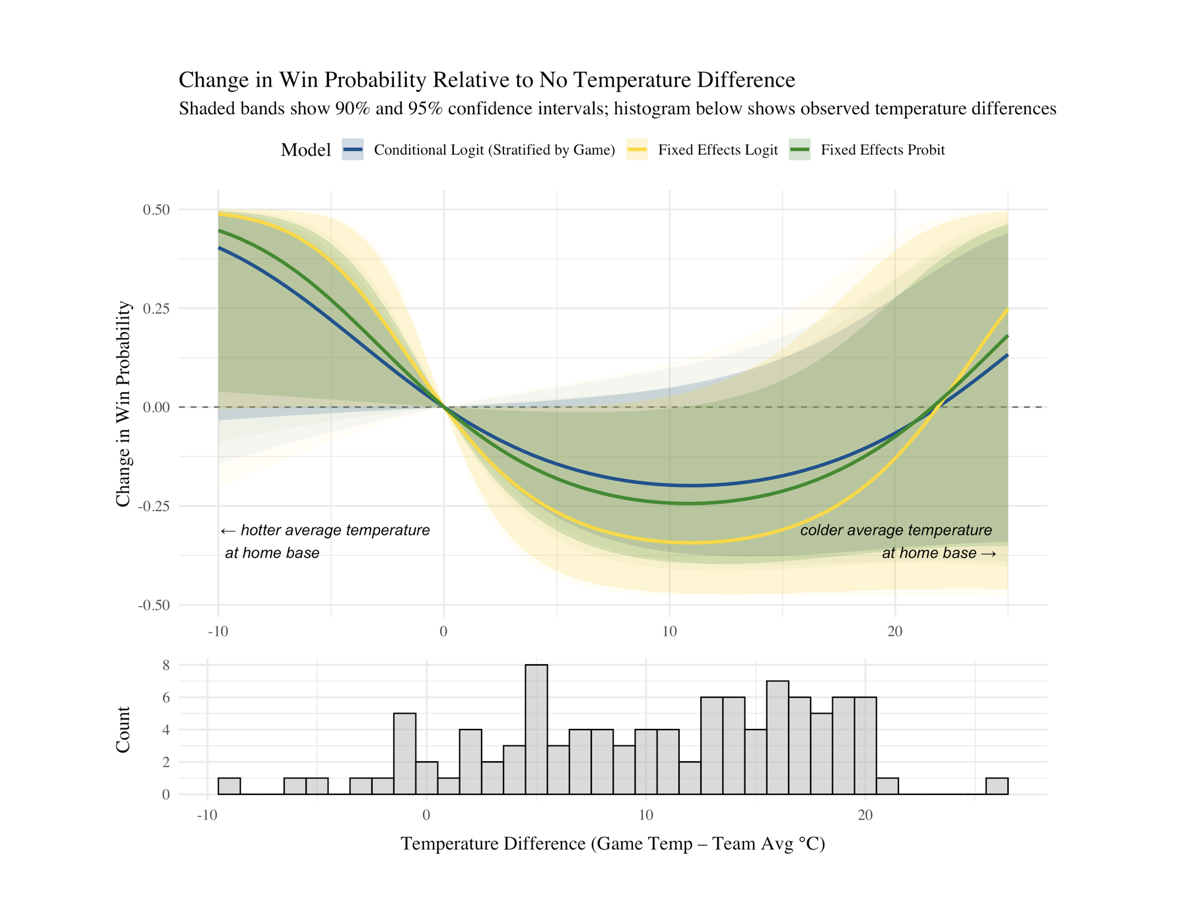 Change in Win Probability Relative to No Temperature Difference
Shaded bands show 90% and 95% confidence intervals; histogram below shows observed temperature differences
Model Conditional Logit (Stratified by Game) Fixed Effects Logit Fixed Effects Probit
Change in Win Probability
0.50
0.25
0.00
-0.25
-0.50
← hotter average temperature
at home base
colder average temperature
at home base →
-10 0 10 20
Count
8
6
4
2
0
-10 0 10 20
Temperature Difference (Game Temp – Team Avg °C)